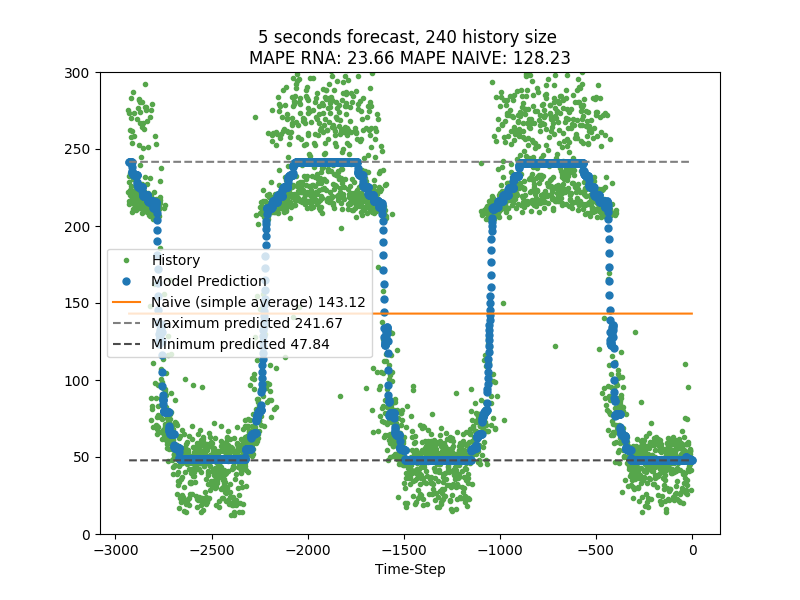 5 seconds forecast, 240 history size
MAPE RNA: 23.66 MAPE NAIVE: 128.23
300
250
200
150
100
50
0
History
Model Prediction
Naive (simple average) 143.12
Maximum predicted 241.67
Minimum predicted 47.84
−3000 −2500 −2000 −1500 −1000 −500 0
Time-Step